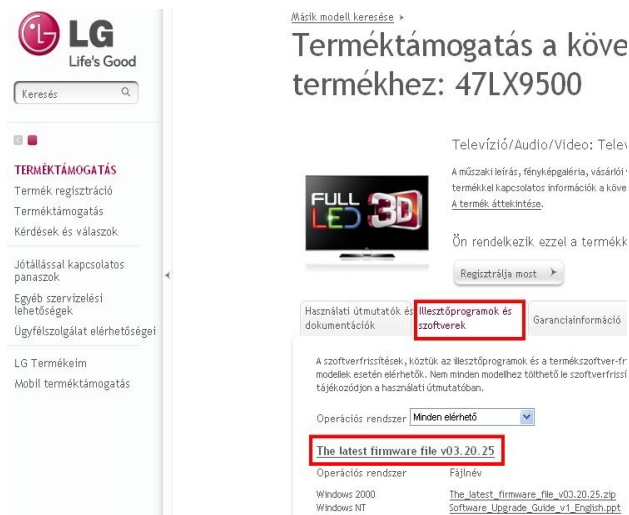 LG
Life's Good
Keresés
TERMÉKTÁMOGATÁS
Termék regisztráció
Terméktámogatás
Kérdések és válaszok
Jótállással kapcsolatos
panaszok
Egyéb szervizelési
lehetőségek
Ügyfélszolgálat elérhetőségei
LG Termékeim
Mobil terméktámogatás
Másik modell keresése
Terméktámogatás a köve
termékhez: 47LX9500
FULL
LED 3D
Televízió/Audio/Video: Telev
A műszaki leírás, fényképgaléria, vásárlói
termékkel kapcsolatos információk a köve
A termék áttekintése.
Ön rendelkezik ezzel a termékk
Regisztrálja most
Használati útmutatók és
dokumentációk
Illesztőprogramok és
szoftverek
Garanciainformáció
A szoftverfrissítések, köztük az illesztőprogramok és a termékszoftver-fr
modellek esetén elérhetők. Nem minden modellhez tölthető le szoftverfrissí
tájékozódjon a használati útmutatóban.
Operációs rendszer Minden elérhető
The latest firmware file v03.20.25
Operációs rendszer Fájlnév
Windows 2000 The_latest_firmware_file_v03.20.25.zip
Windows NT Software_Upgrade_Guide_v1_English.ppt